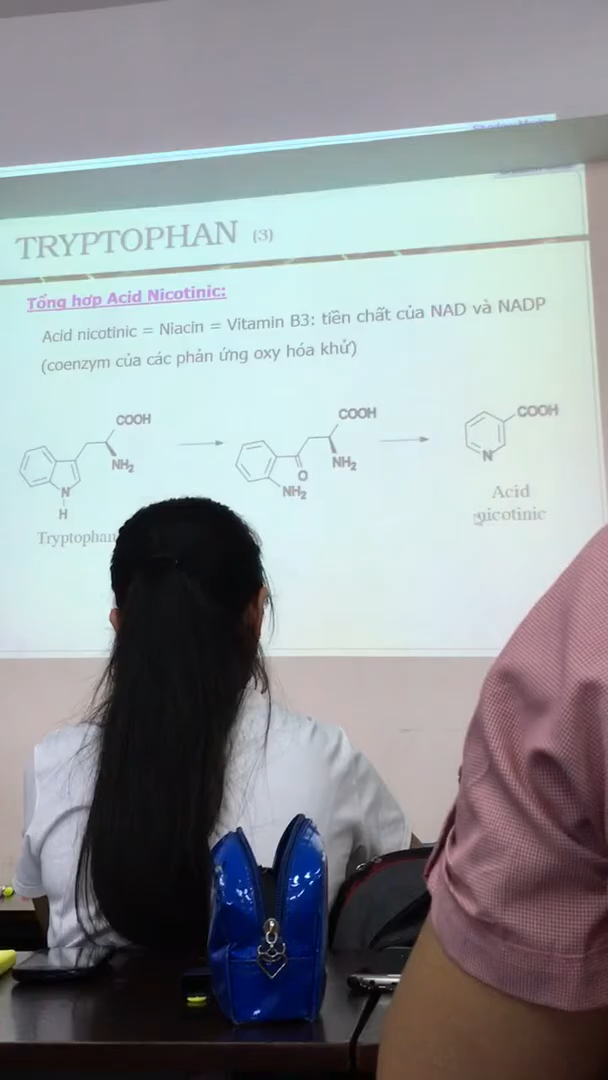 TRYPTOPHAN (3)
Tổng hợp Acid Nicotinic:
Acid nicotinic = Niacin = Vitamin B3: tiền chất của NAD và NADP
(coenzym của các phản ứng oxy hóa khử)
COOH
NH2
N
H
Tryptophan
COOH
NH2
O
NH2
COOH
N
Acid
nicotinic